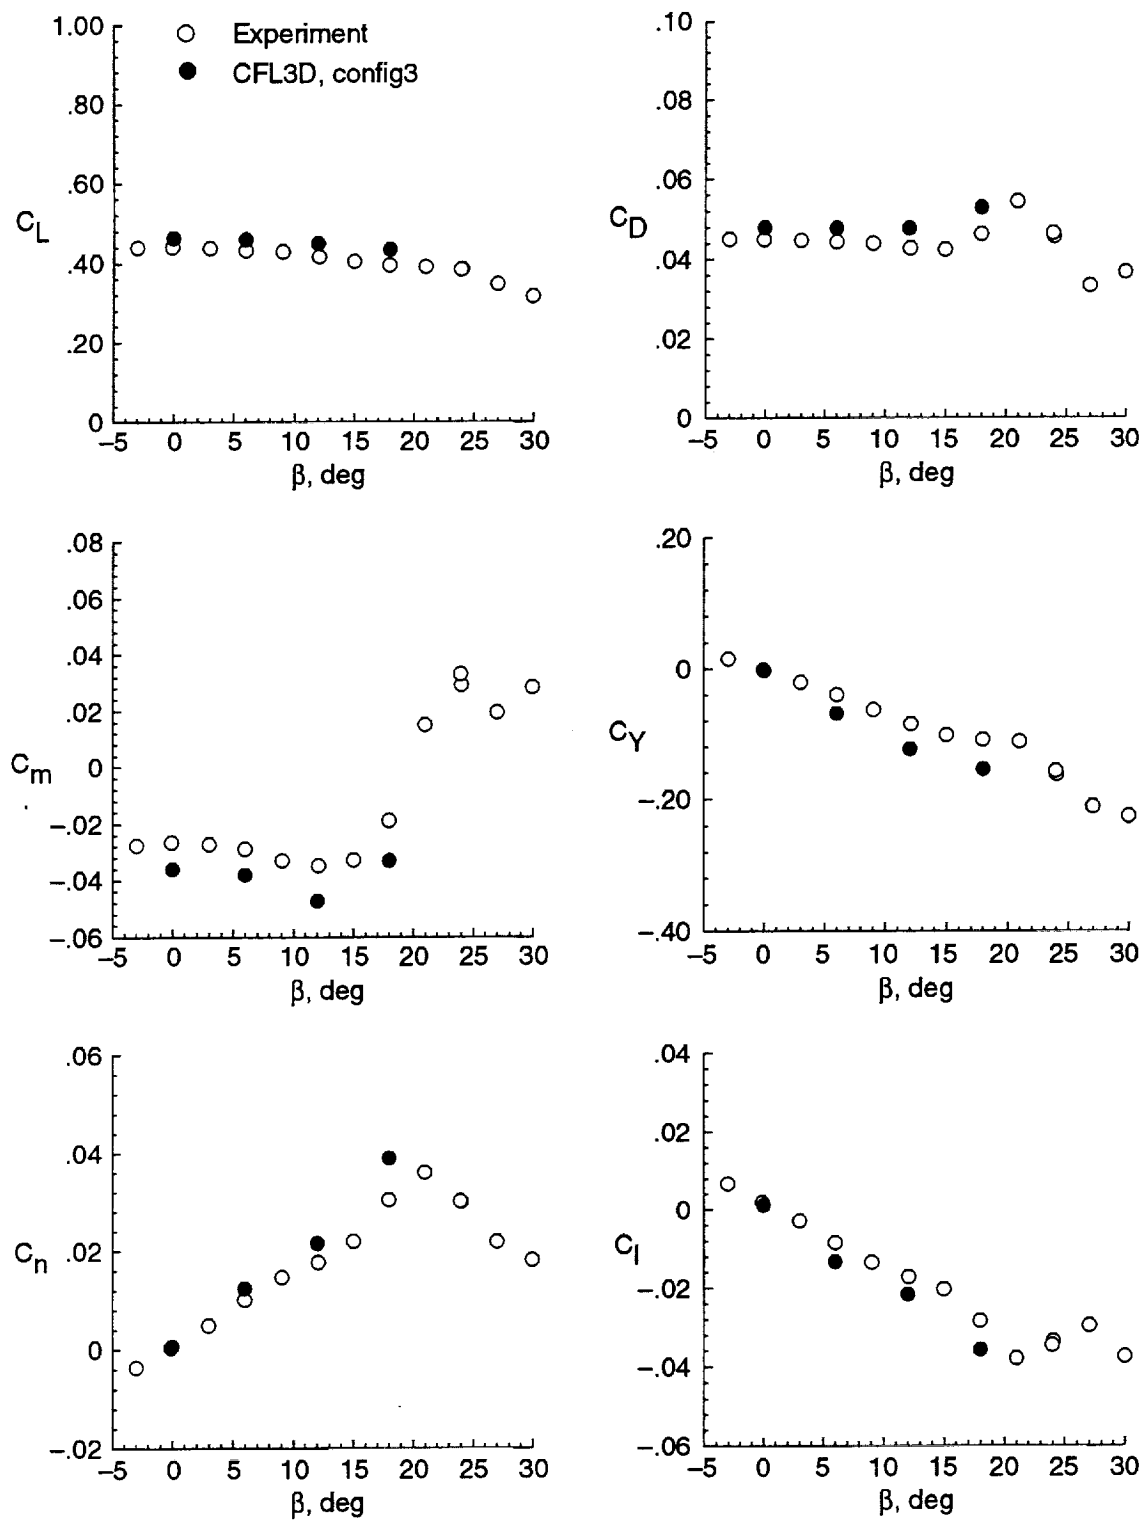 Experiment
CFL3D, config3
1.00
.80
.60
.40
.20
0
C_L
–5 0 5 10 15 20 25 30
β, deg
.10
.08
.06
.04
.02
0
C_D
–5 0 5 10 15 20 25 30
β, deg
.08
.06
.04
.02
0
–.02
–.04
–.06
C_m
–5 0 5 10 15 20 25 30
β, deg
.20
0
–.20
–.40
C_Y
–5 0 5 10 15 20 25 30
β, deg
.06
.04
.02
0
–.02
C_n
–5 0 5 10 15 20 25 30
β, deg
.04
.02
0
–.02
–.04
–.06
C_l
–5 0 5 10 15 20 25 30
β, deg